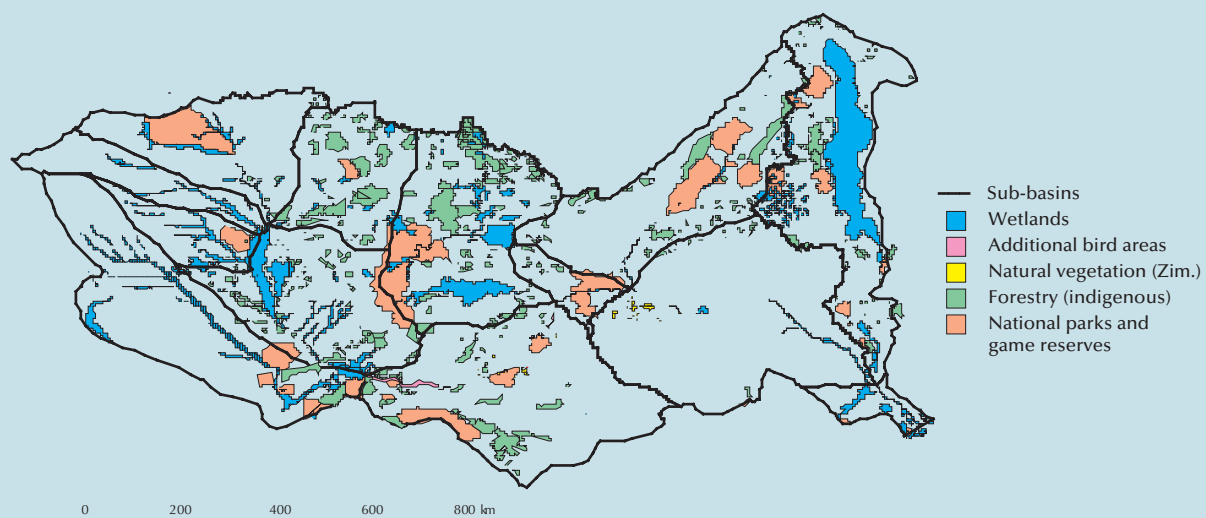 Sub-basins
Wetlands
Additional bird areas
Natural vegetation (Zim.)
Forestry (indigenous)
National parks and
game reserves
0 200 400 600 800 km